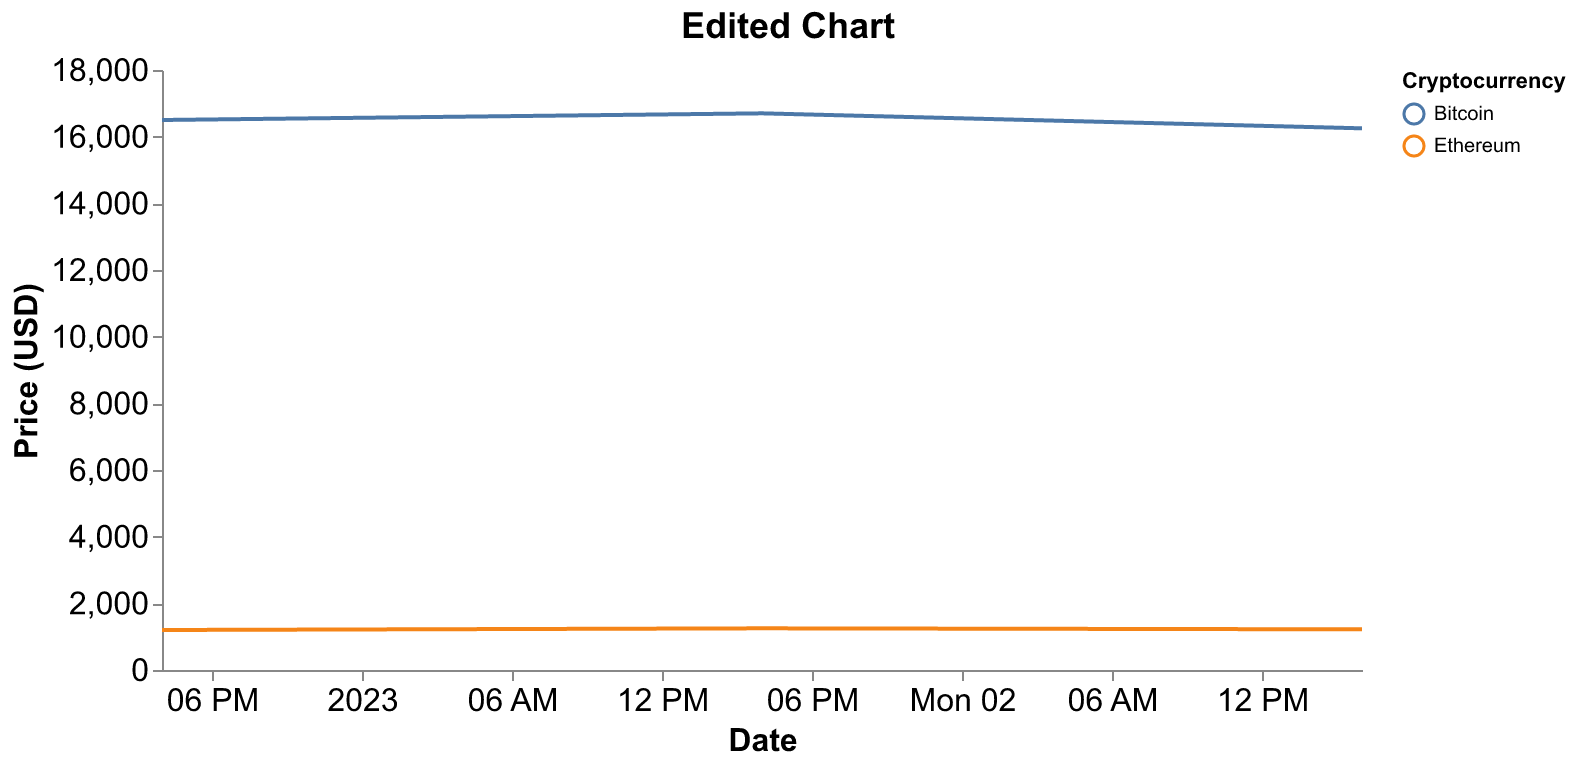 Edited Chart
Cryptocurrency
Bitcoin
Ethereum
Price (USD)
18,000
16,000
14,000
12,000
10,000
8,000
6,000
4,000
2,000
0
06 PM 2023 06 AM 12 PM 06 PM Mon 02 06 AM 12 PM
Date